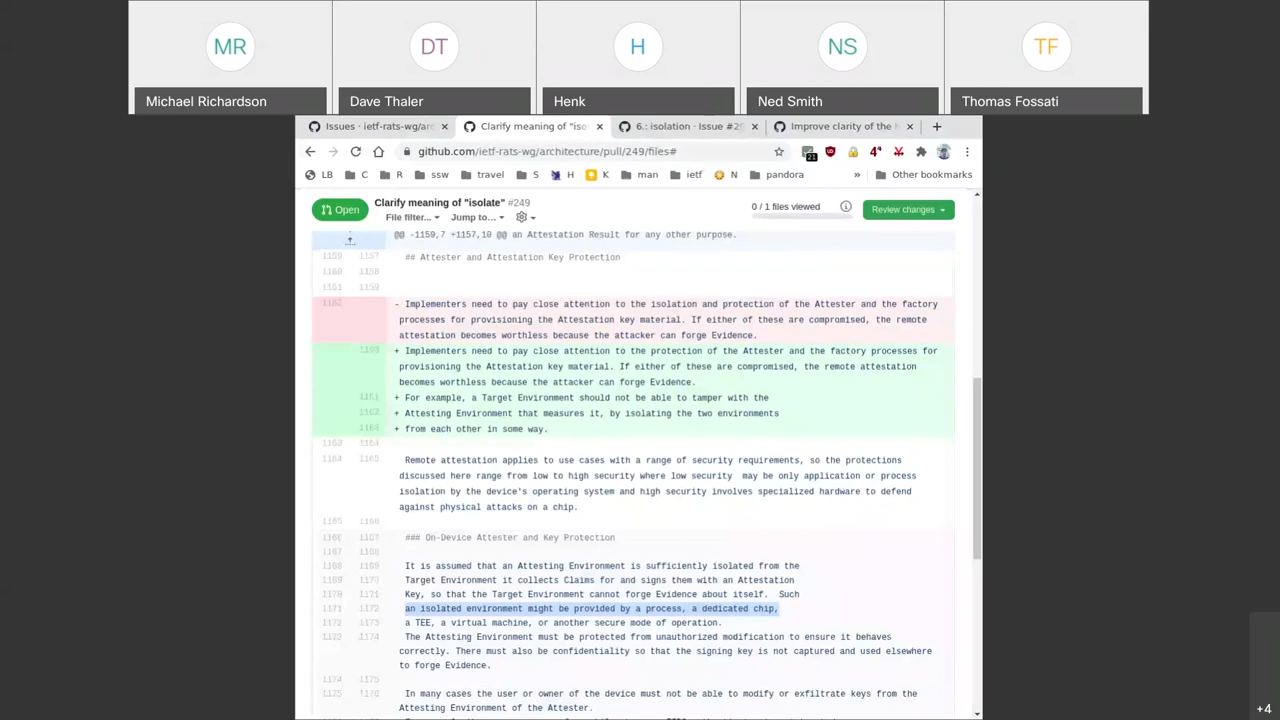 MR
DT
H
NS
TF
Michael Richardson
Dave Thaler
Henk
Ned Smith
Thomas Fossati
Issues · ietf-rats-wg/arc
Clarify meaning of "iso
6.: isolation · Issue #2
Improve clarity of the
github.com/ietf-rats-wg/architecture/pull/249/files#
21
LB
C
R
ssw
travel
S
H
K
man
ietf
N
pandora
»
Other bookmarks
Open
Clarify meaning of "isolate" #249
File filter...
Jump to...
0 / 1 files viewed
Review changes
@@ -1159,7 +1157,10 @@ an Attestation Result for any other purpose.
## Attester and Attestation Key Protection
- Implementers need to pay close attention to the isolation and protection of the Attester and the factory
processes for provisioning the Attestation key material. If either of these are compromised, the remote
attestation becomes worthless because the attacker can forge Evidence.
+ Implementers need to pay close attention to the protection of the Attester and the factory processes for
provisioning the Attestation key material. If either of these are compromised, the remote attestation
becomes worthless because the attacker can forge Evidence.
+ For example, a Target Environment should not be able to tamper with the
+ Attesting Environment that measures it, by isolating the two environments
+ from each other in some way.
Remote attestation applies to use cases with a range of security requirements, so the protections
discussed here range from low to high security where low security may be only application or process
isolation by the device's operating system and high security involves specialized hardware to defend
against physical attacks on a chip.
### On-Device Attester and Key Protection
It is assumed that an Attesting Environment is sufficiently isolated from the
Target Environment it collects Claims for and signs them with an Attestation
Key, so that the Target Environment cannot forge Evidence about itself. Such
an isolated environment might be provided by a process, a dedicated chip,
a TEE, a virtual machine, or another secure mode of operation.
The Attesting Environment must be protected from unauthorized modification to ensure it behaves
correctly. There must also be confidentiality so that the signing key is not captured and used elsewhere
to forge Evidence.
In many cases the user or owner of the device must not be able to modify or exfiltrate keys from the
Attesting Environment of the Attester.
+4